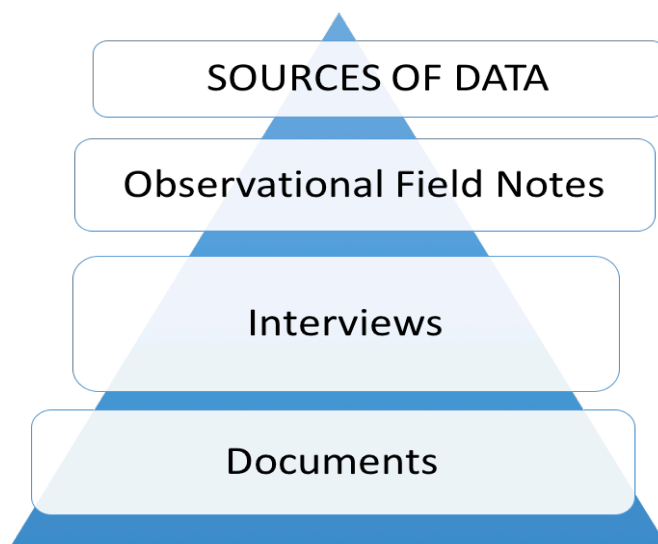 SOURCES OF DATA
Observational Field Notes
Interviews
Documents